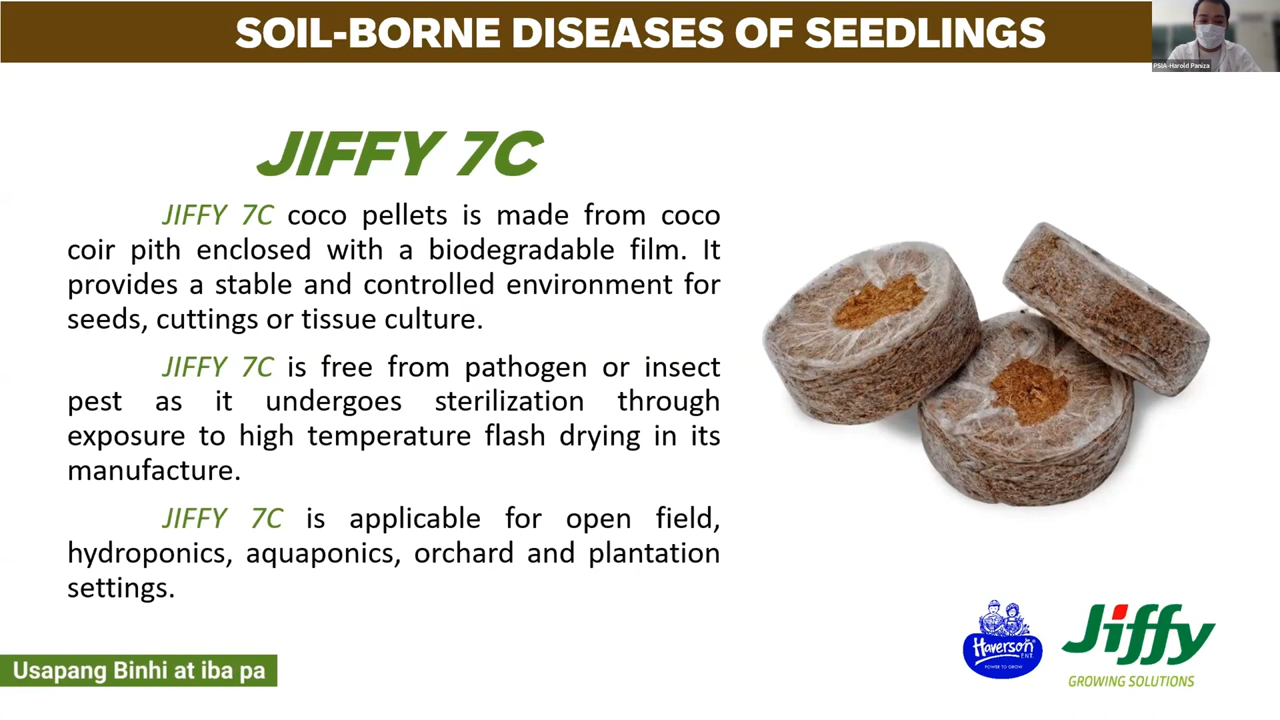 SOIL-BORNE DISEASES OF SEEDLINGS
PSIA-Harold Paniza
JIFFY 7C
JIFFY 7C coco pellets is made from coco
coir pith enclosed with a biodegradable film. It
provides a stable and controlled environment for
seeds, cuttings or tissue culture.
JIFFY 7C is free from pathogen or insect
pest as it undergoes sterilization through
exposure to high temperature flash drying in its
manufacture.
JIFFY 7C is applicable for open field,
hydroponics, aquaponics, orchard and plantation
settings.
Haverson
ENT.
POWER TO GROW
Jiffy
GROWING SOLUTIONS
Usapang Binhi at iba pa